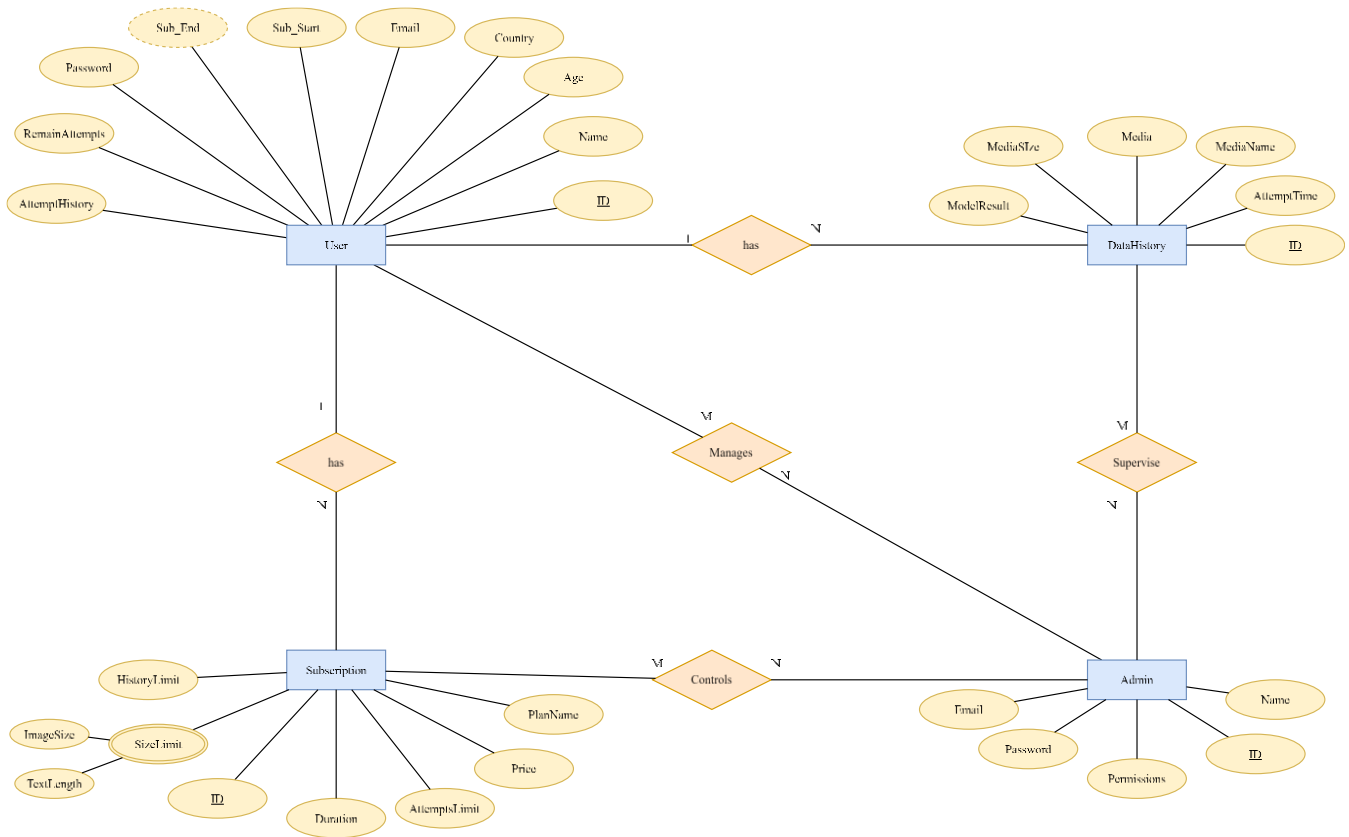 Sub_End
Sub_Start
Email
Country
Password
Age
RemainAttempts
Name
MediaSIze
Media
MediaName
AttemptHistory
ID
ModelResult
AttemptTime
User
1
has
N
DataHistory
ID
1
has
N
M
Manages
N
M
Supervise
N
Subscription
M
Controls
N
Admin
HistoryLimit
ImageSize
SizeLimit
TextLength
ID
Duration
AttemptsLimit
Price
PlanName
Email
Password
Permissions
ID
Name